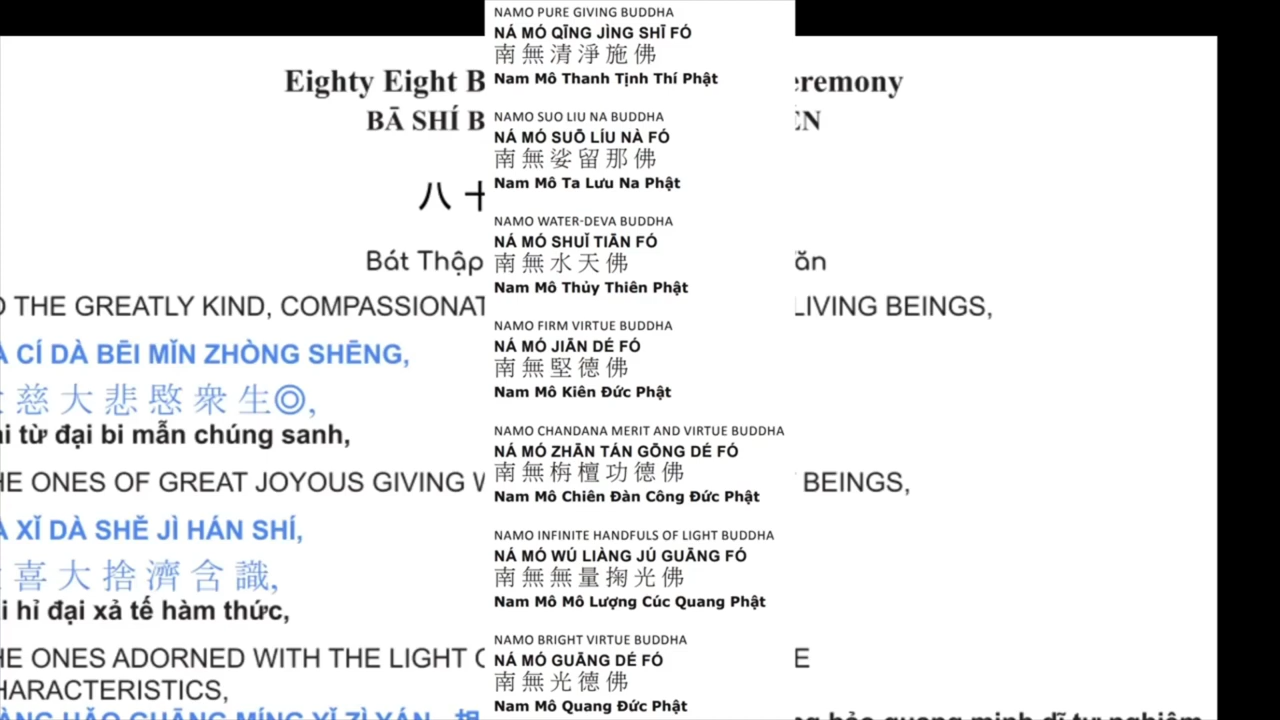 NAMO PURE GIVING BUDDHA
NÁ MÓ QĪNG JÌNG SHĪ FÓ
南無清淨施佛
Nam Mô Thanh Tịnh Thí Phật
NAMO SUO LIU NA BUDDHA
NÁ MÓ SUŌ LÍU NÀ FÓ
南無娑留那佛
Nam Mô Ta Lưu Na Phật
NAMO WATER-DEVA BUDDHA
NÁ MÓ SHUǏ TIĀN FÓ
南無水天佛
Nam Mô Thủy Thiên Phật
NAMO FIRM VIRTUE BUDDHA
NÁ MÓ JIĀN DÉ FÓ
南無堅德佛
Nam Mô Kiên Đức Phật
NAMO CHANDANA MERIT AND VIRTUE BUDDHA
NÁ MÓ ZHĀN TÁN GŌNG DÉ FÓ
南無栴檀功德佛
Nam Mô Chiên Đàn Công Đức Phật
NAMO INFINITE HANDFULS OF LIGHT BUDDHA
NÁ MÓ WÚ LIÀNG JÚ GUĀNG FÓ
南無無量掬光佛
Nam Mô Mô Lượng Cúc Quang Phật
NAMO BRIGHT VIRTUE BUDDHA
NÁ MÓ GUĀNG DÉ FÓ
南無光德佛
Nam Mô Quang Đức Phật
Eighty Eight
BĀ SHÍ
八
Bát Thập
THE GREATLY KIND, LIVING BEINGS,
CÍ DÀ BĒI MǏN ZHÒNG SHĒNG,
慈大悲愍衆生◎,
từ đại bi mẫn chúng sanh,
ONES OF GREAT JOYOUS GIVING BEINGS,
XǏ DÀ SHĚ JÌ HÁN SHÍ,
喜大捨濟含識,
hỉ đại xả tế hàm thức,
ONES ADORNED WITH THE LIGHT